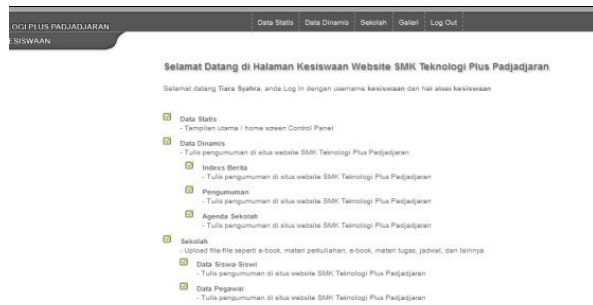 OGI PLUS PADJADJARAN
Data Statis Data Dinamis Sekolah Galeri Log Out
ESISWAAN
Selamat Datang di Halaman Kesiswaan Website SMK Teknologi Plus Padjadjaran
Selamat datang Tiara Syahra, anda Log In dengan username kesiswaan dan hak akses kesiswaan
Data Statis
- Tampilan utama / home screen Control Panel
Data Dinamis
- Tulis pengumuman di situs website SMK Teknologi Plus Padjadjaran
Indexs Berita
- Tulis pengumuman di situs website SMK Teknologi Plus Padjadjaran
Pengumuman
- Tulis pengumuman di situs website SMK Teknologi Plus Padjadjaran
Agenda Sekolah
- Tulis pengumuman di situs website SMK Teknologi Plus Padjadjaran
Sekolah
- Upload file-file seperti e-book, materi perkuliahan, e-book, materi tugas, jadwal, dan lainnya
Data Siswa-Siswi
- Tulis pengumuman di situs website SMK Teknologi Plus Padjadjaran
Data Pegawai
- Tulis pengumuman di situs website SMK Teknologi Plus Padjadjaran